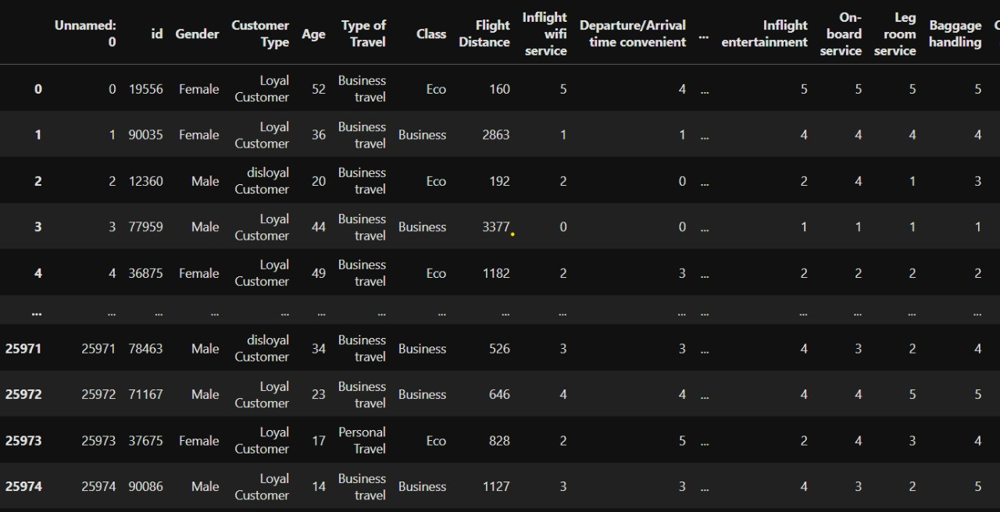 Unnamed: 0 id Gender Customer Type Age Type of Travel Class Flight Distance Inflight wifi service Departure/Arrival time convenient ... Inflight entertainment On-board service Leg room service Baggage handling
0 0 19556 Female Loyal Customer 52 Business travel Eco 160 5 4 ... 5 5 5 5
1 1 90035 Female Loyal Customer 36 Business travel Business 2863 1 1 ... 4 4 4 4
2 2 12360 Male disloyal Customer 20 Business travel Eco 192 2 0 ... 2 4 1 3
3 3 77959 Male Loyal Customer 44 Business travel Business 3377 0 0 ... 1 1 1 1
4 4 36875 Female Loyal Customer 49 Business travel Eco 1182 2 3 ... 2 2 2 2
... ... ... ... ... ... ... ... ... ... ... ... ... ... ... ...
25971 25971 78463 Male disloyal Customer 34 Business travel Business 526 3 3 ... 4 3 2 4
25972 25972 71167 Male Loyal Customer 23 Business travel Business 646 4 4 ... 4 4 5 5
25973 25973 37675 Female Loyal Customer 17 Personal Travel Eco 828 2 5 ... 2 4 3 4
25974 25974 90086 Male Loyal Customer 14 Business travel Business 1127 3 3 ... 4 3 2 5